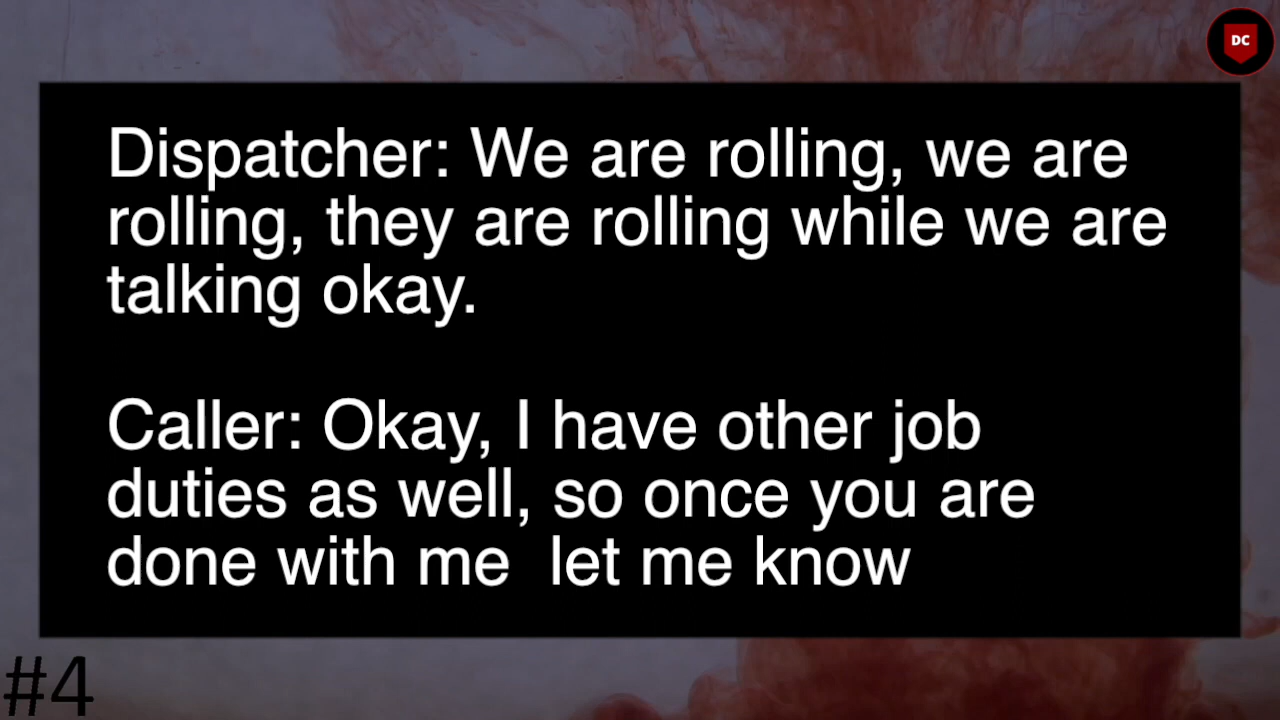 DC
Dispatcher: We are rolling, we are
rolling, they are rolling while we are
talking okay.
Caller: Okay, I have other job
duties as well, so once you are
done with me  let me know
#4